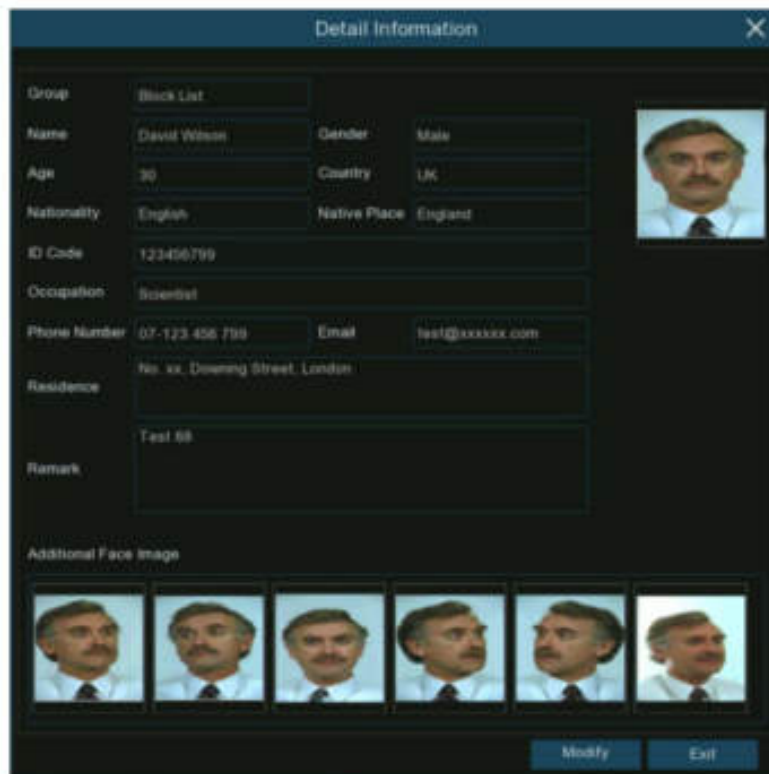 Detail Information
Group Block List
Name David Wilson Gender Male
Age 30 Country UK
Nationality English Native Place England
ID Code 123456799
Occupation Scientist
Phone Number 07-123 456 799 Email test@xxxxxx.com
Residence No. xx, Downing Street, London
Remark Test 68
Additional Face Image
Modify Exit